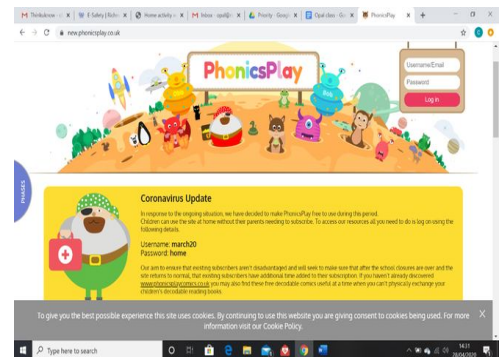 Thinkuknow
E-Safety | Richm
Home activity
Inbox - opal@
Priority - Googl
Opal class - Go
PhonicsPlay
new.phonicsplay.co.uk
PhonicsPlay
Username/Email
Password
Log in
PHASES
Coronavirus Update
In response to the ongoing situation, we have decided to make PhonicsPlay free to use during this period.
Children can use the site at home without their parents needing to subscribe. To access our resources all you need to do is log on using the
following details.
Username: march20
Password: home
Our aim to ensure that existing subscribers aren't disadvantaged and will seek to make sure that after the school closures are over and the
site returns to normal, that existing subscribers have additional time added to their subscription. If you haven't already discovered
www.phonicsplaycomics.co.uk you may also find these free decodable comics useful at a time when you can't physically exchange your
children's decodable reading books.
To give you the best possible experience this site uses cookies. By continuing to use this website you are giving consent to cookies being used. For more
information visit our Cookie Policy.
X
Type here to search
14:31
28/04/2020